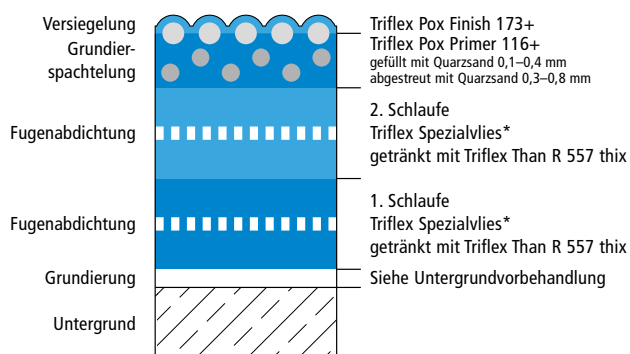 Versiegelung
Grundier-
spachtelung
Fugenabdichtung
Fugenabdichtung
Grundierung
Untergrund
Triflex Pox Finish 173+
Triflex Pox Primer 116+
gefüllt mit Quarzsand 0,1–0,4 mm
abgestreut mit Quarzsand 0,3–0,8 mm
2. Schlaufe
Triflex Spezialvlies*
getränkt mit Triflex Than R 557 thix
1. Schlaufe
Triflex Spezialvlies*
getränkt mit Triflex Than R 557 thix
Siehe Untergrundvorbehandlung